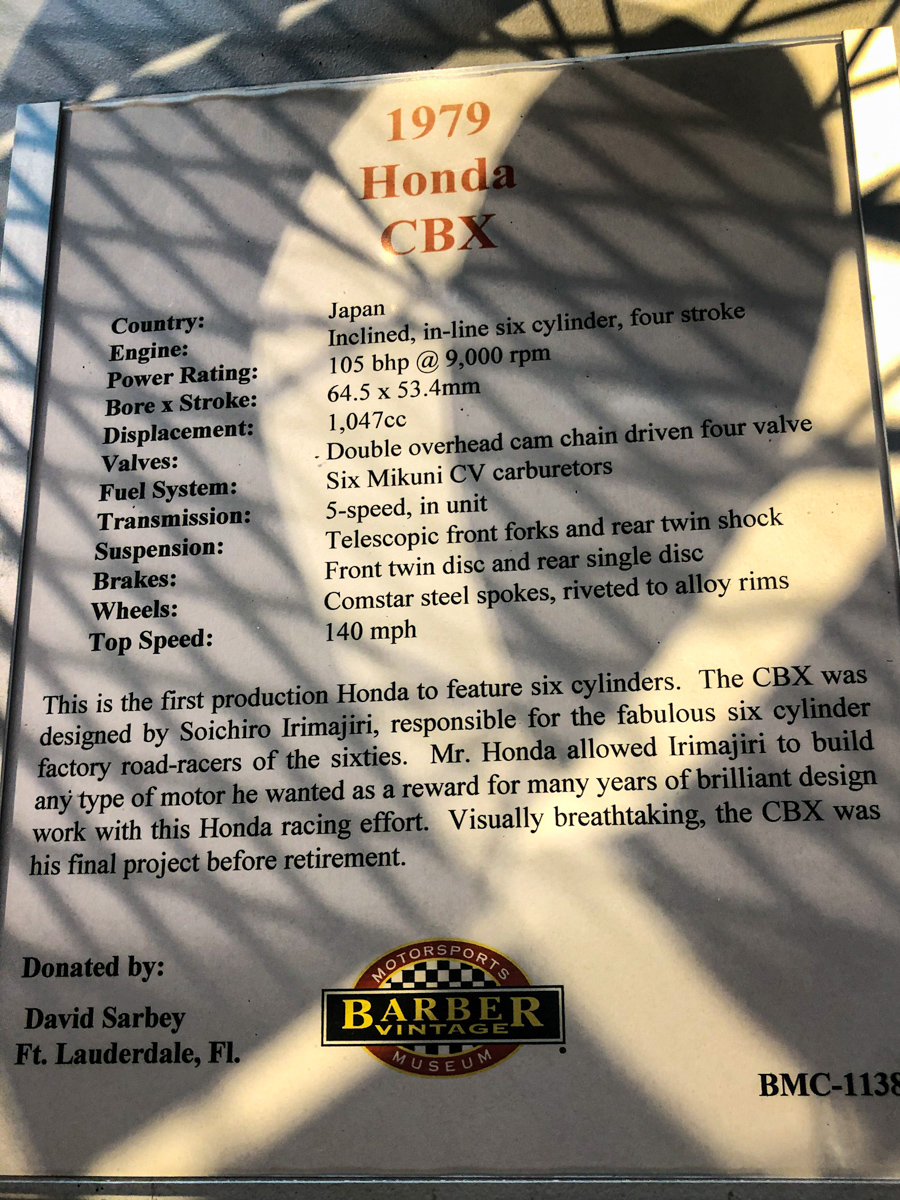 1979
Honda
CBX
Country: Japan
Engine: Inclined, in-line six cylinder, four stroke
Power Rating: 105 bhp @ 9,000 rpm
Bore x Stroke: 64.5 x 53.4mm
Displacement: 1,047cc
Valves: Double overhead cam chain driven four valve
Fuel System: Six Mikuni CV carburetors
Transmission: 5-speed, in unit
Suspension: Telescopic front forks and rear twin shock
Brakes: Front twin disc and rear single disc
Wheels: Comstar steel spokes, riveted to alloy rims
Top Speed: 140 mph
This is the first production Honda to feature six cylinders. The CBX was
designed by Soichiro Irimajiri, responsible for the fabulous six cylinder
factory road-racers of the sixties. Mr. Honda allowed Irimajiri to build
any type of motor he wanted as a reward for many years of brilliant design
work with this Honda racing effort. Visually breathtaking, the CBX was
his final project before retirement.
Donated by:
David Sarbey
Ft. Lauderdale, Fl.
MOTORSPORTS
BARBER
VINTAGE
MUSEUM
BMC-1138